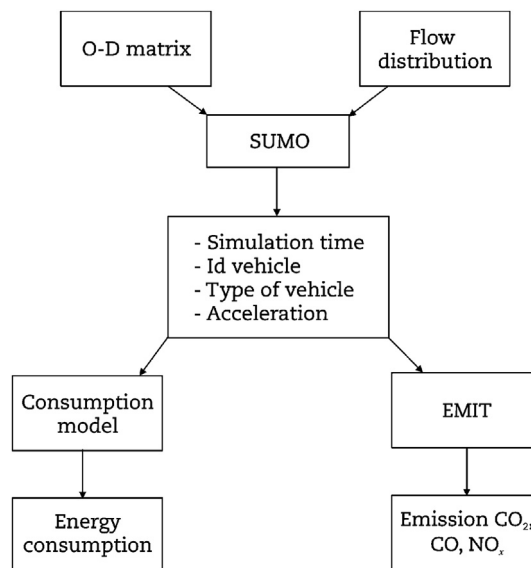 O-D matrix
Flow
distribution
SUMO
- Simulation time
- Id vehicle
- Type of vehicle
- Acceleration
Consumption
model
EMIT
Energy
consumption
Emission CO₂,
CO, NOₓ